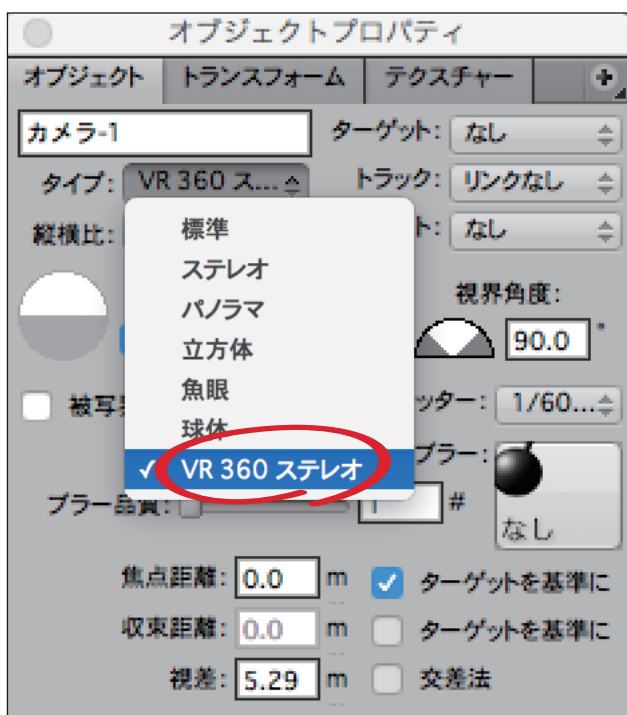 オブジェクトプロパティ
オブジェクト トランスフォーム テクスチャー
カメラ-1 ターゲット: なし
タイプ: VR 360 ス... トラック: リンクなし
縦横比: ト: なし
標準
ステレオ
パノラマ
立方体
魚眼
球体
✓ VR 360 ステレオ
視界角度:
90.0 °
被写 ッター: 1/60...
ブラー:
なし
ブラー品質: 1 #
焦点距離: 0.0 m ✓ ターゲットを基準に
収束距離: 0.0 m ターゲットを基準に
視差: 5.29 m 交差法